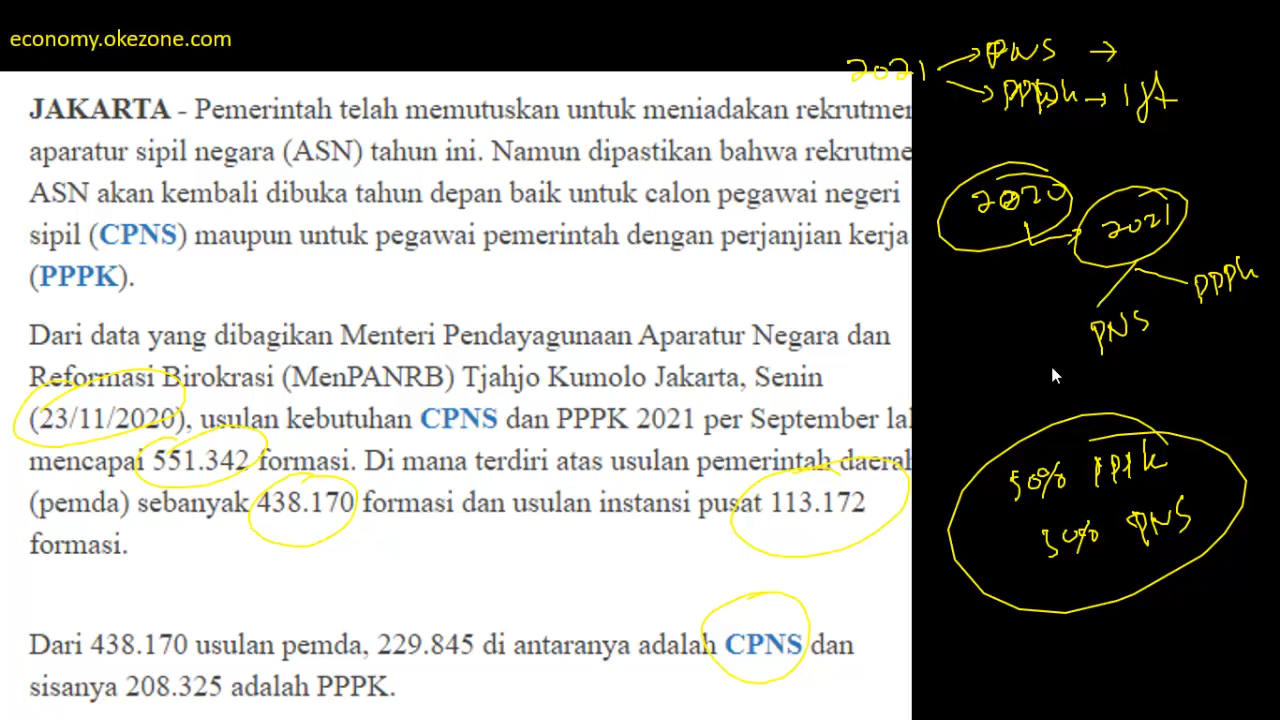 economy.okezone.com
JAKARTA - Pemerintah telah memutuskan untuk meniadakan rekrutmen
aparatur sipil negara (ASN) tahun ini. Namun dipastikan bahwa rekrutme
ASN akan kembali dibuka tahun depan baik untuk calon pegawai negeri
sipil (CPNS) maupun untuk pegawai pemerintah dengan perjanjian kerja
(PPPK).
Dari data yang dibagikan Menteri Pendayagunaan Aparatur Negara dan
Reformasi Birokrasi (MenPANRB) Tjahjo Kumolo Jakarta, Senin
(23/11/2020), usulan kebutuhan CPNS dan PPPK 2021 per September lal
mencapai 551.342 formasi. Di mana terdiri atas usulan pemerintah daerah
(pemda) sebanyak 438.170 formasi dan usulan instansi pusat 113.172
formasi.
Dari 438.170 usulan pemda, 229.845 di antaranya adalah CPNS dan
sisanya 208.325 adalah PPPK.
2021
PNS →
PPPK → 1 jt
2020
2021
PPPK
PNS
50% PPPK
50% PNS